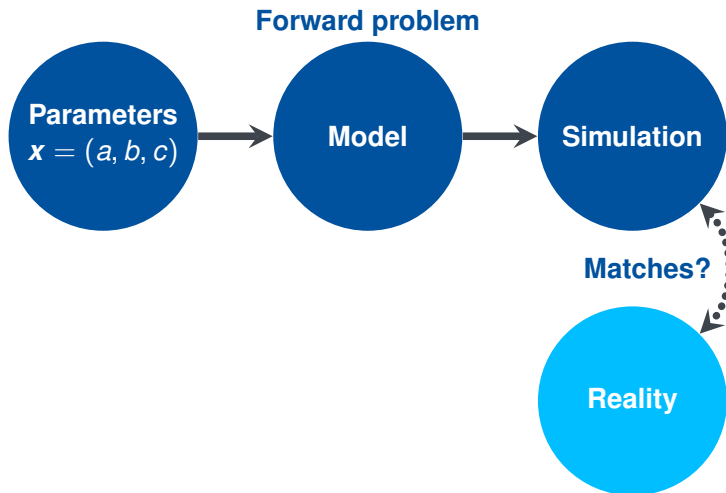 Forward problem
Parameters
x = (a, b, c)
Model
Simulation
Matches?
Reality